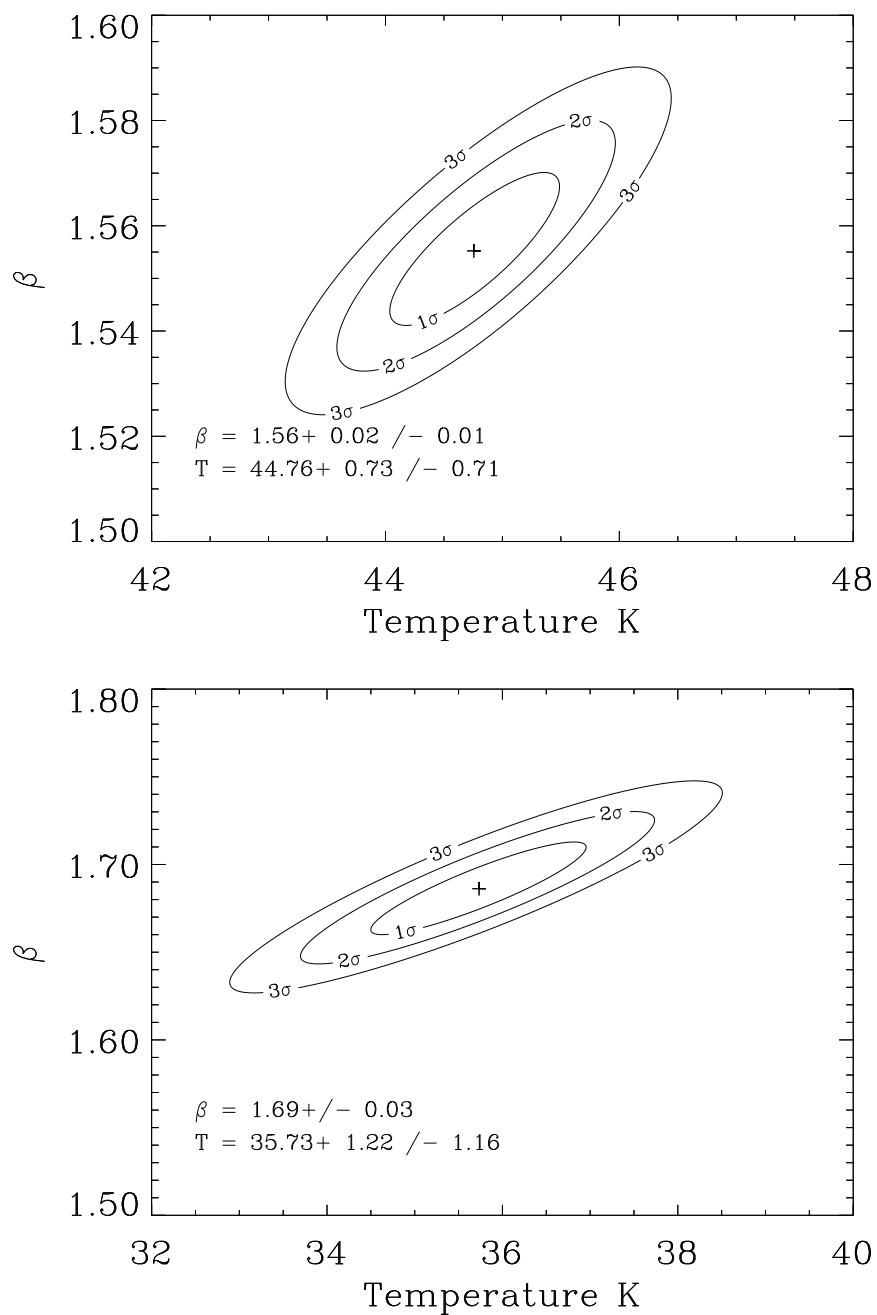 1.60
1.58
1.56
1.54
1.52
1.50
β
3σ
2σ
3σ
1σ
2σ
3σ
β = 1.56+ 0.02 /− 0.01
T = 44.76+ 0.73 /− 0.71
42 44 46 48
Temperature K
1.80
1.70
1.60
1.50
β
2σ
3σ
3σ
1σ
2σ
3σ
β = 1.69+/− 0.03
T = 35.73+ 1.22 /− 1.16
32 34 36 38 40
Temperature K